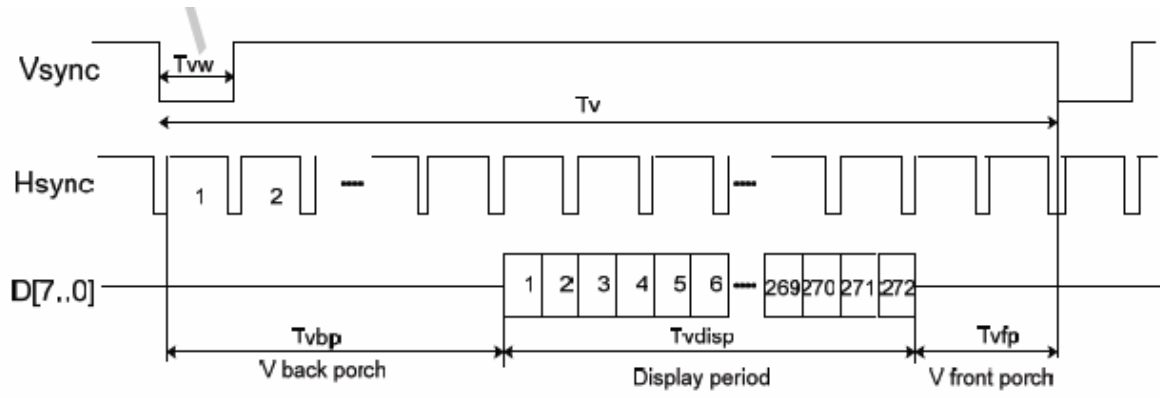 Vsync
Tvw
Tv
Hsync
1 2 ---- ----
D[7..0]
1 2 3 4 5 6 ---- 269 270 271 272
Tvbp Tvdisp Tvfp
V back porch Display period V front porch